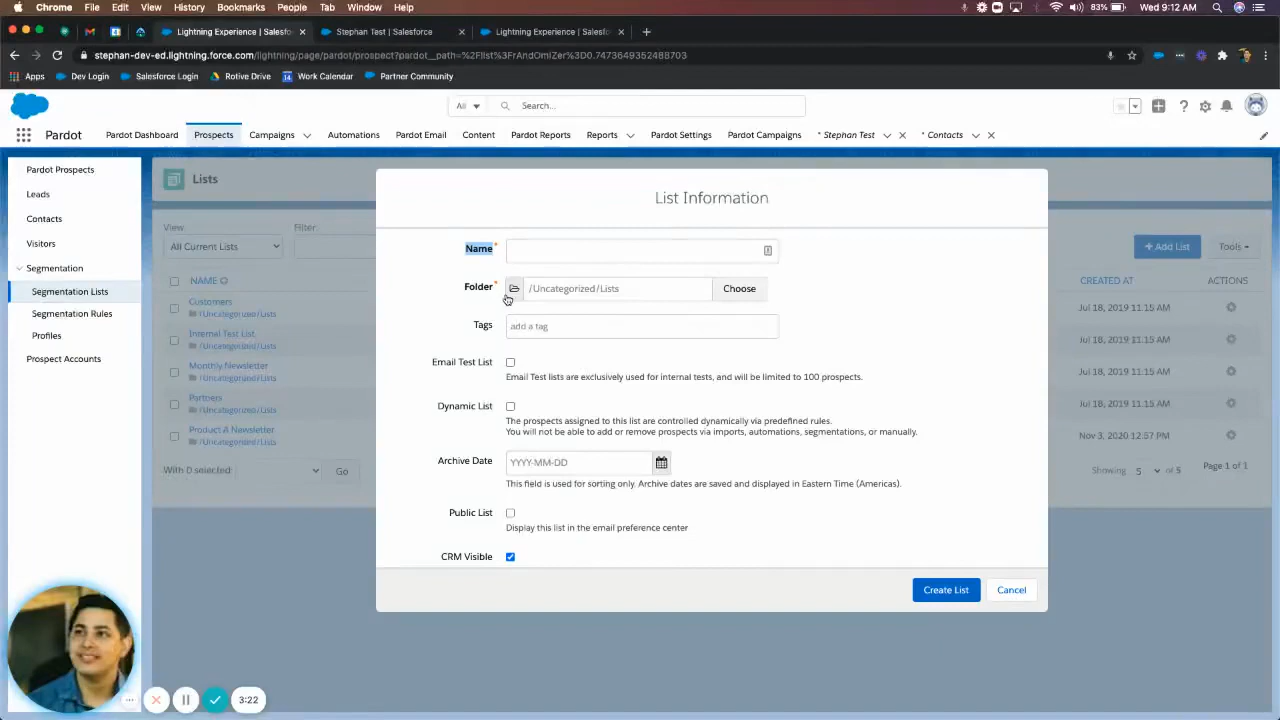 Chrome File Edit View History Bookmarks People Tab Window Help 83% Wed 9:12 AM
Lightning Experience | Salesfo
Stephan Test | Salesforce
Lightning Experience | Salesfo
stephan-dev-ed.lightning.force.com/lightning/page/pardot/prospect?pardot__path=%2Flist%3FrAndOmiZer%3D0.7473649352488703
Apps Dev Login Salesforce Login Rotive Drive 14 Work Calendar Partner Community
All Search...
Pardot Pardot Dashboard Prospects Campaigns Automations Pardot Email Content Pardot Reports Reports Pardot Settings Pardot Campaigns * Stephan Test * Contacts
Pardot Prospects
Leads
Contacts
Visitors
Segmentation
Segmentation Lists
Segmentation Rules
Profiles
Prospect Accounts
Lists
View: Filter:
All Current Lists
+ Add List Tools
NAME CREATED AT ACTIONS
Customers Jul 18, 2019 11:15 AM
/Uncategorized/Lists
Internal Test List Jul 18, 2019 11:15 AM
/Uncategorized/Lists
Monthly Newsletter Jul 18, 2019 11:15 AM
/Uncategorized/Lists
Partners Jul 18, 2019 11:15 AM
/Uncategorized/Lists
Product A Newsletter Nov 3, 2020 12:57 PM
/Uncategorized/Lists
With 0 selected: Go Showing 5 of 5 Page 1 of 1
List Information
Name*
Folder* /Uncategorized/Lists Choose
Tags add a tag
Email Test List
Email Test lists are exclusively used for internal tests, and will be limited to 100 prospects.
Dynamic List
The prospects assigned to this list are controlled dynamically via predefined rules.
You will not be able to add or remove prospects via imports, automations, segmentations, or manually.
Archive Date YYYY-MM-DD
This field is used for sorting only. Archive dates are saved and displayed in Eastern Time (Americas).
Public List
Display this list in the email preference center
CRM Visible
Create List Cancel
3:22